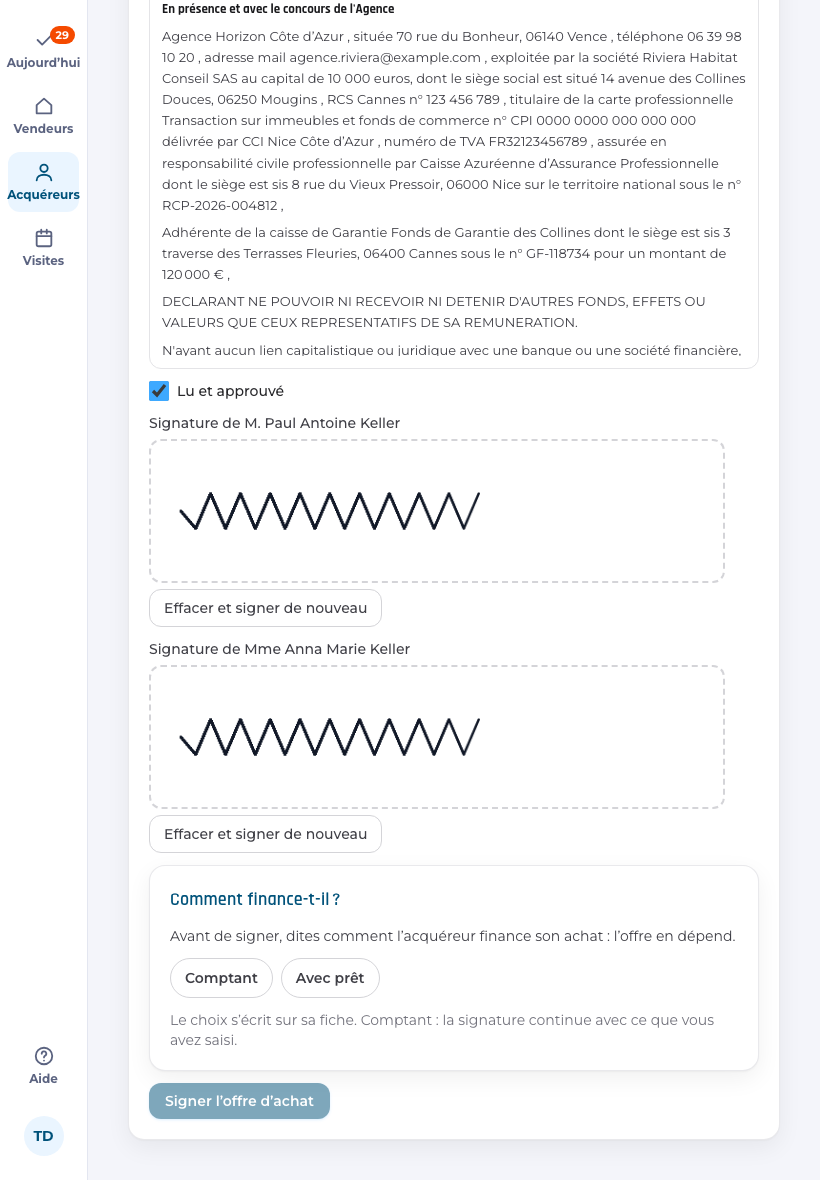 29
Aujourd'hui
Vendeurs
Acquéreurs
Visites
Aide
TD
En présence et avec le concours de l'Agence
Agence Horizon Côte d'Azur , située 70 rue du Bonheur, 06140 Vence , téléphone 06 39 98
10 20 , adresse mail agence.riviera@example.com , exploitée par la société Riviera Habitat
Conseil SAS au capital de 10 000 euros, dont le siège social est situé 14 avenue des Collines
Douces, 06250 Mougins , RCS Cannes n° 123 456 789 , titulaire de la carte professionnelle
Transaction sur immeubles et fonds de commerce n° CPI 0000 0000 000 000 000
délivrée par CCI Nice Côte d'Azur , numéro de TVA FR32123456789 , assurée en
responsabilité civile professionnelle par Caisse Azuréenne d'Assurance Professionnelle
dont le siège est sis 8 rue du Vieux Pressoir, 06000 Nice sur le territoire national sous le n°
RCP-2026-004812 ,
Adhérente de la caisse de Garantie Fonds de Garantie des Collines dont le siège est sis 3
traverse des Terrasses Fleuries, 06400 Cannes sous le n° GF-118734 pour un montant de
120 000 € ,
DECLARANT NE POUVOIR NI RECEVOIR NI DETENIR D'AUTRES FONDS, EFFETS OU
VALEURS QUE CEUX REPRESENTATIFS DE SA REMUNERATION.
N'ayant aucun lien capitalistique ou juridique avec une banque ou une société financière,
Lu et approuvé
Signature de M. Paul Antoine Keller
Effacer et signer de nouveau
Signature de Mme Anna Marie Keller
Effacer et signer de nouveau
Comment finance-t-il ?
Avant de signer, dites comment l'acquéreur finance son achat : l'offre en dépend.
Comptant
Avec prêt
Le choix s'écrit sur sa fiche. Comptant : la signature continue avec ce que vous
avez saisi.
Signer l'offre d'achat